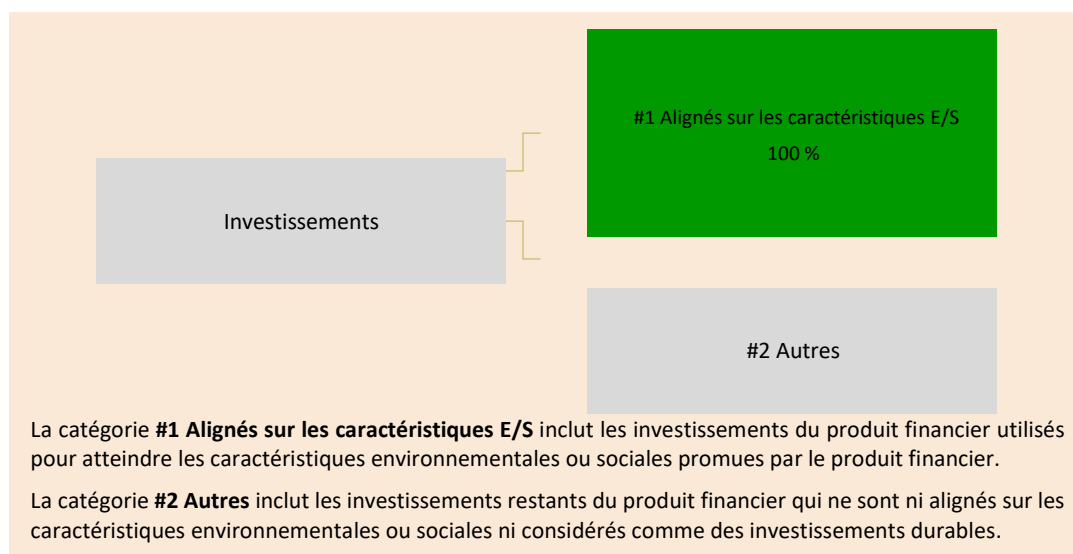 #1 Alignés sur les caractéristiques E/S
100 %
Investissements
#2 Autres
La catégorie #1 Alignés sur les caractéristiques E/S inclut les investissements du produit financier utilisés
pour atteindre les caractéristiques environnementales ou sociales promues par le produit financier.
La catégorie #2 Autres inclut les investissements restants du produit financier qui ne sont ni alignés sur les
caractéristiques environnementales ou sociales ni considérés comme des investissements durables.